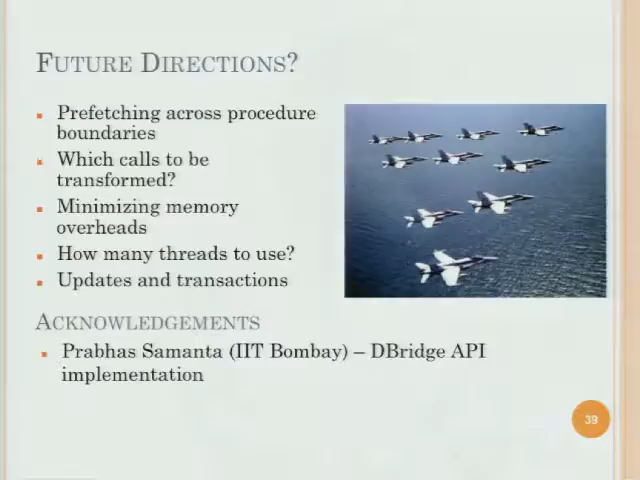 FUTURE DIRECTIONS?
Prefetching across procedure
boundaries
Which calls to be
transformed?
Minimizing memory
overheads
How many threads to use?
Updates and transactions
ACKNOWLEDGEMENTS
Prabhas Samanta (IIT Bombay) – DBridge API
implementation
39